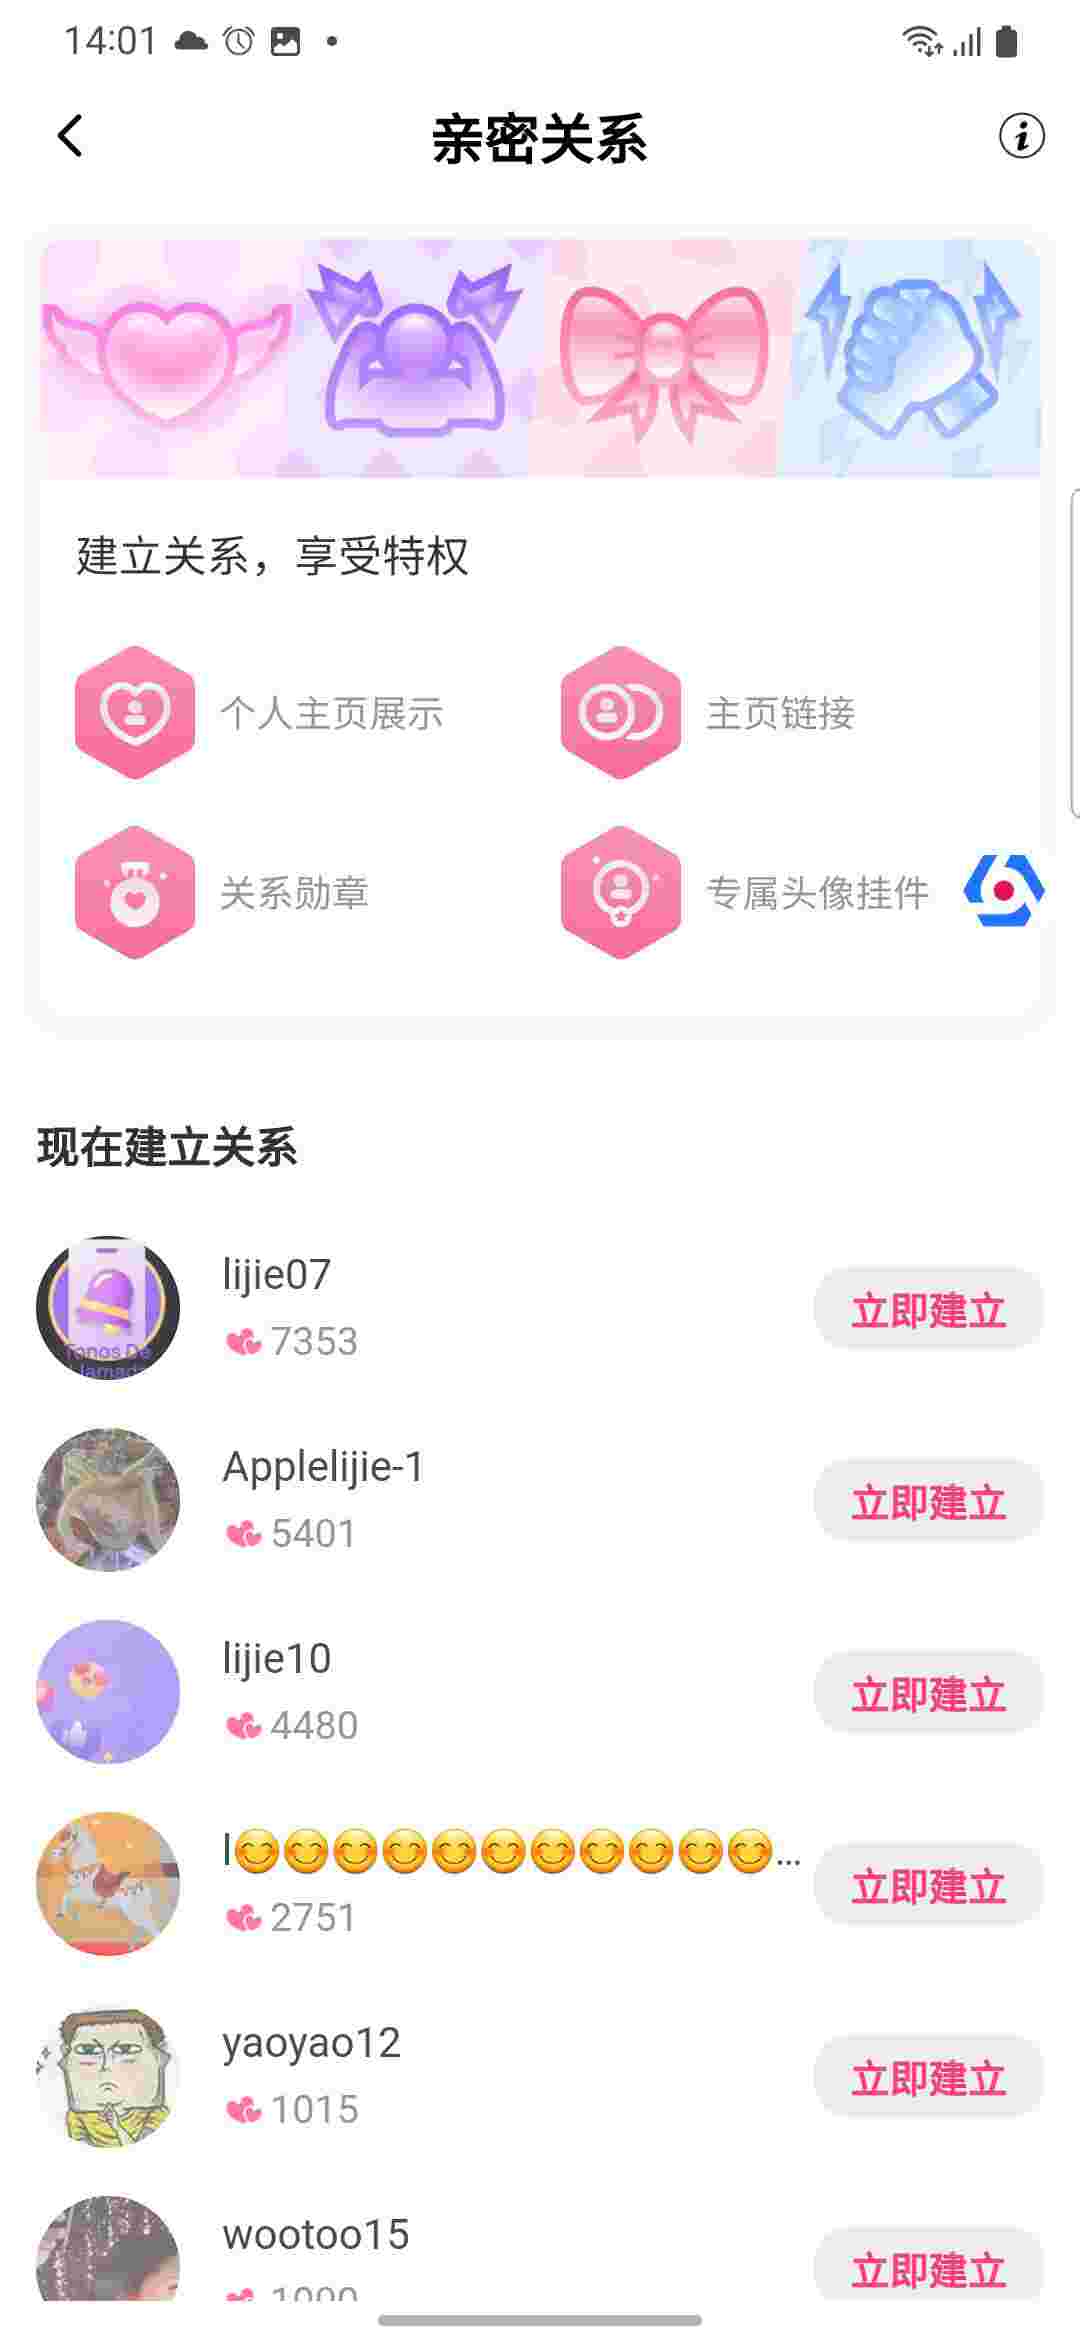 14:01
亲密关系
建立关系，享受特权
个人主页展示
主页链接
关系勋章
专属头像挂件
现在建立关系
Tonos De
Llamada
lijie07
7353
立即建立
Applelijie-1
5401
立即建立
lijie10
4480
立即建立
l😊😊😊😊😊😊😊😊😊😊😊...
2751
立即建立
yaoyao12
1015
立即建立
wootoo15
立即建立